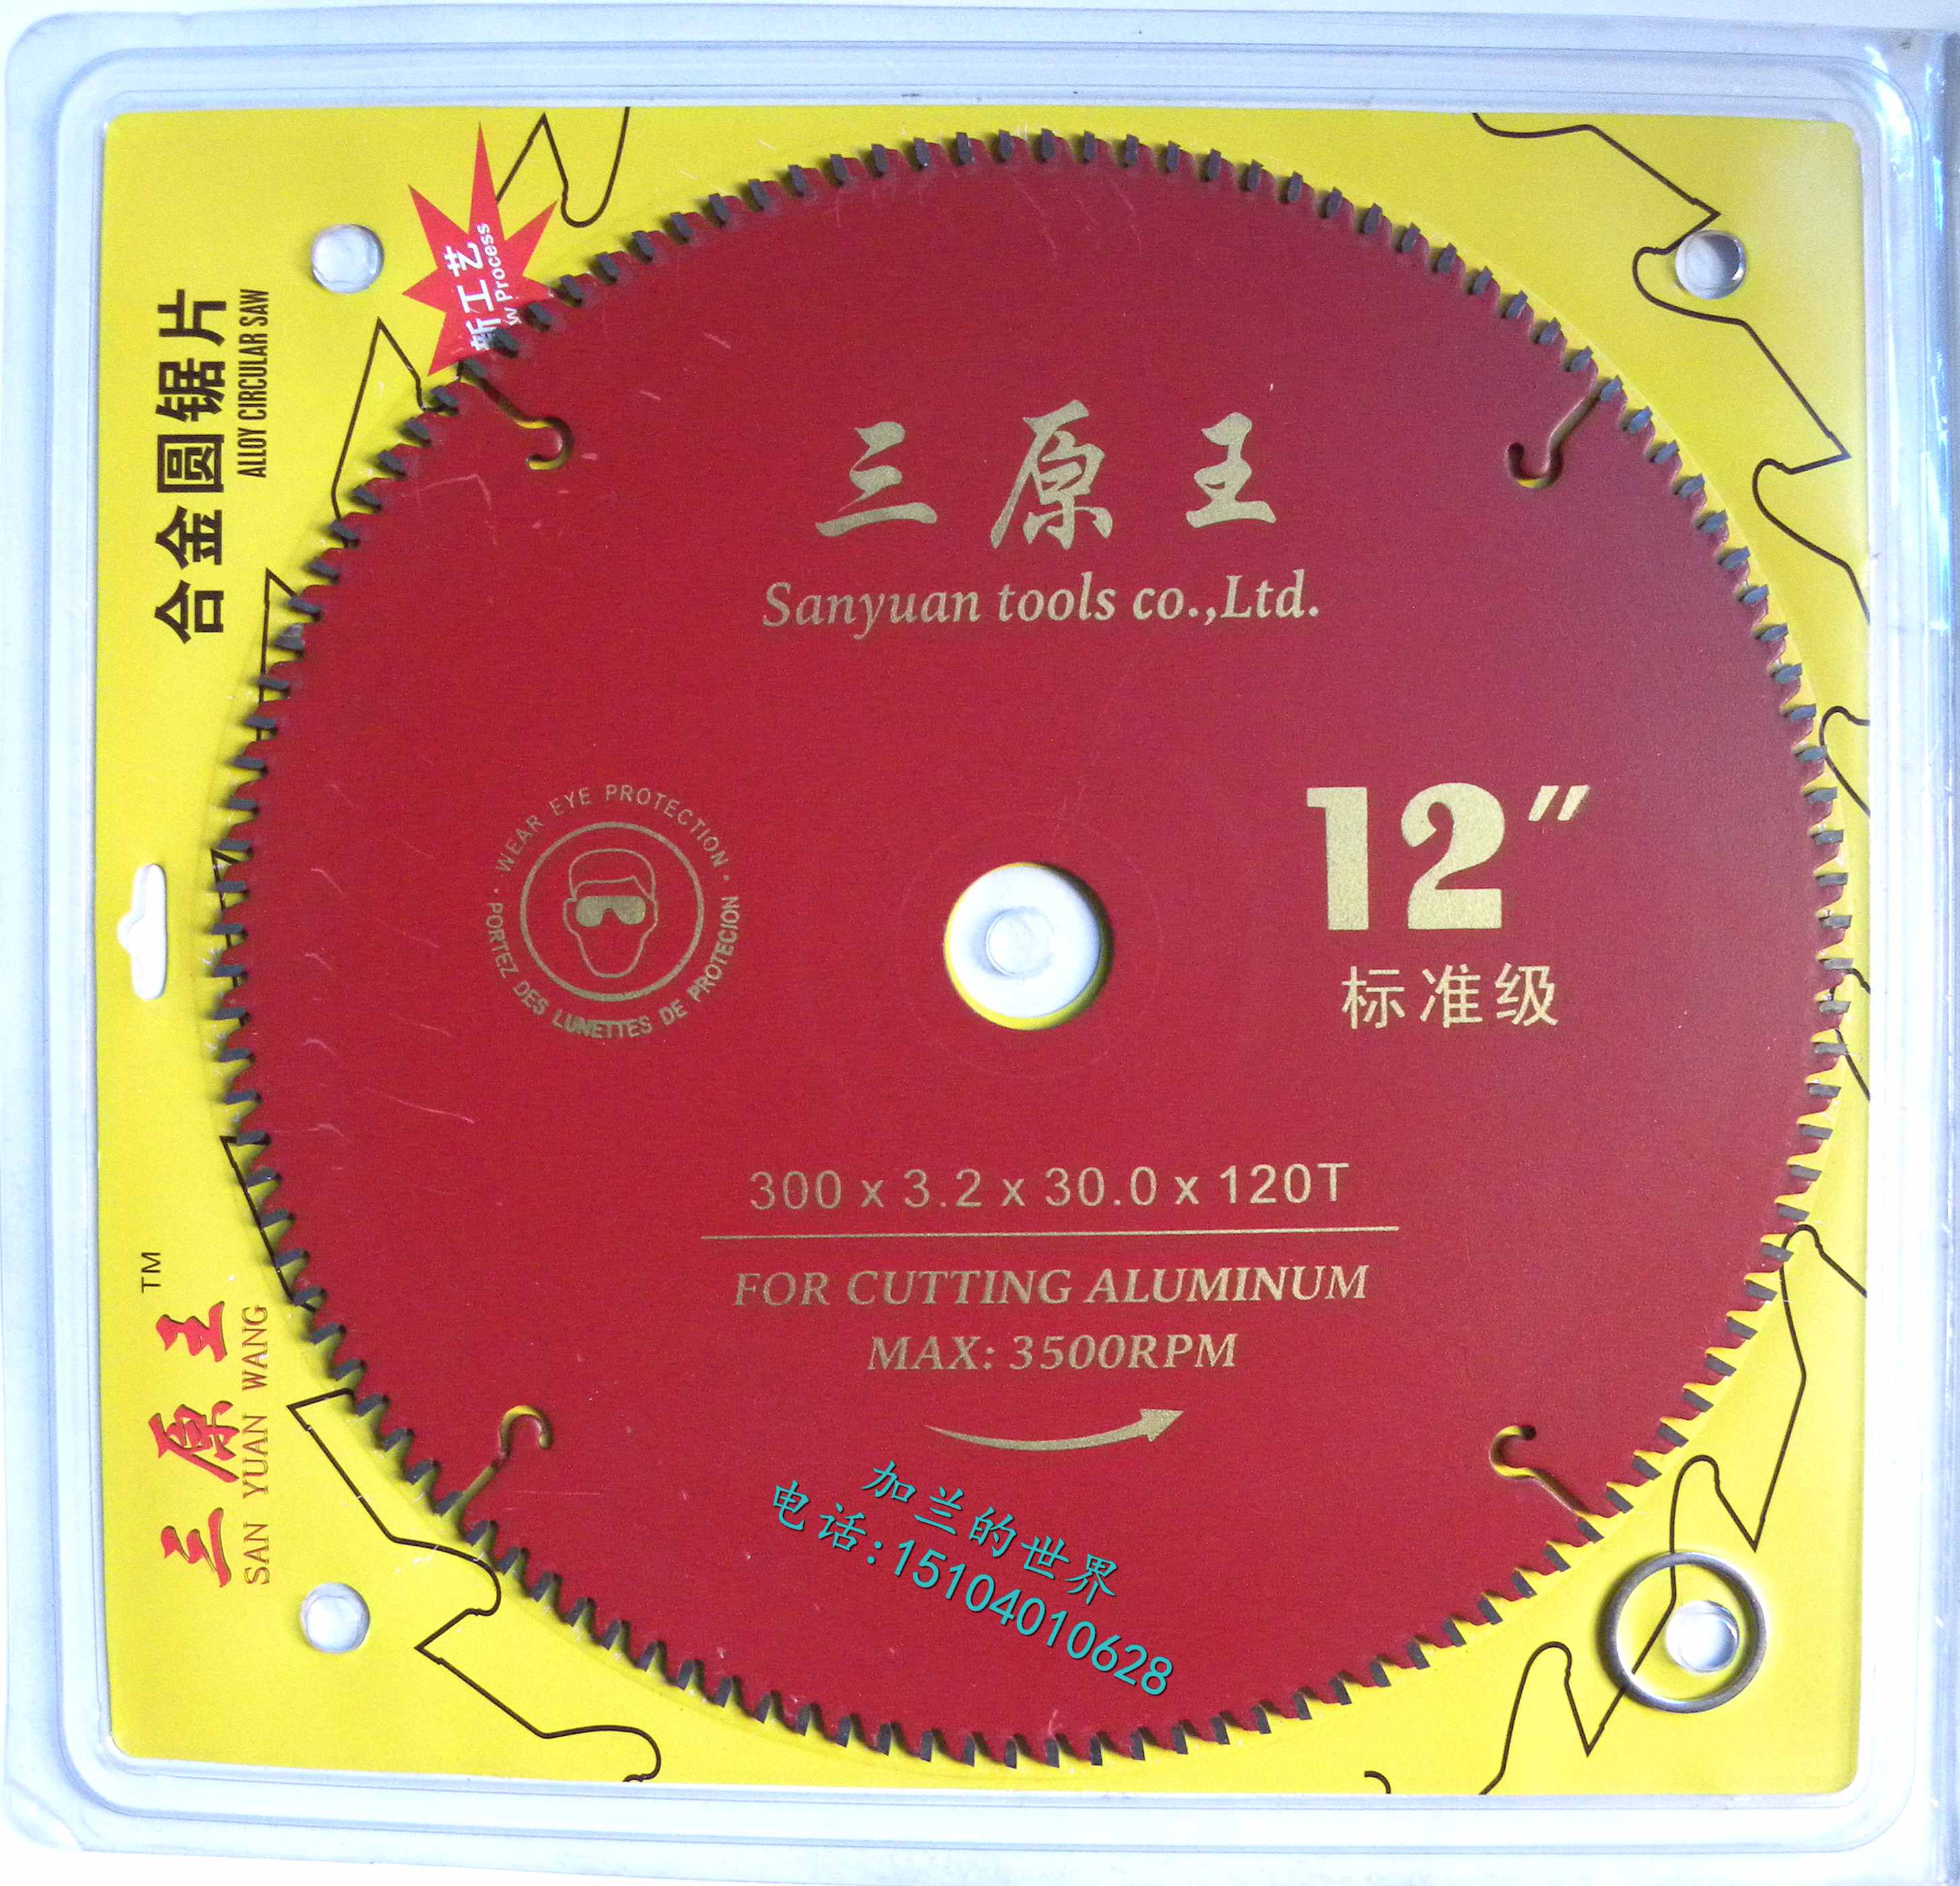 新工艺
w Process
合金圆锯片
ALLOY CIRCULAR SAW
三原王
Sanyuan tools co.,Ltd.
· WEAR EYE PROTECTION ·
PORTEZ DES LUNETTES DE PROTECION
12"
标准级
300 x 3.2 x 30.0 x 120T
FOR CUTTING ALUMINUM
MAX: 3500RPM
加兰的世界
电话:15104010628
三原王 TM
SAN YUAN WANG